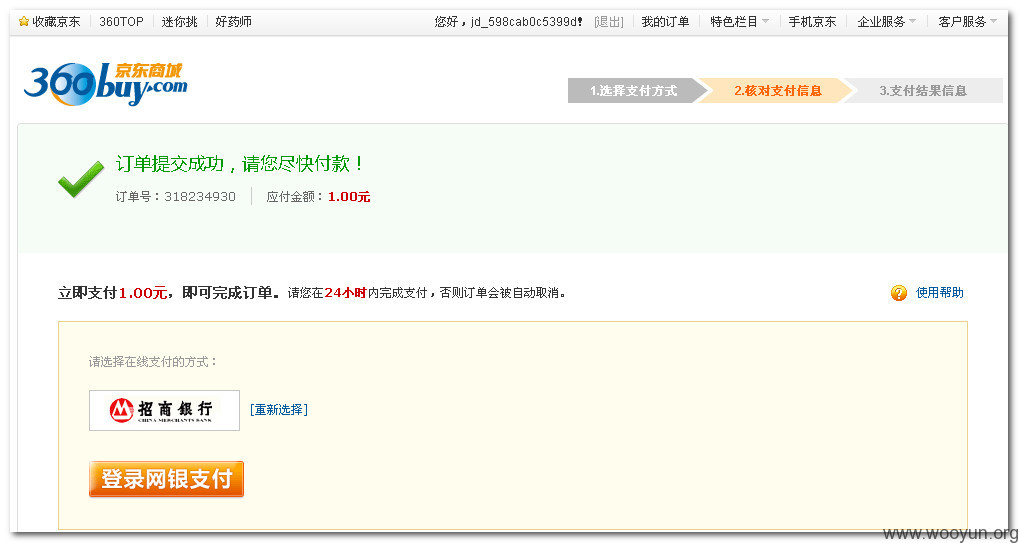 收藏京东 360TOP 迷你挑 好药师 您好，jd_598cab0c5399d! [退出] 我的订单 特色栏目 手机京东 企业服务 客户服务
360buy.com 京东商城
1.选择支付方式 2.核对支付信息 3.支付结果信息
订单提交成功，请您尽快付款！
订单号：318234930 应付金额：1.00元
立即支付1.00元，即可完成订单。请您在24小时内完成支付，否则订单会被自动取消。 ? 使用帮助
请选择在线支付的方式：
招商銀行 [重新选择]
CHINA MERCHANTS BANK
登录网银支付
www.wooyun.org